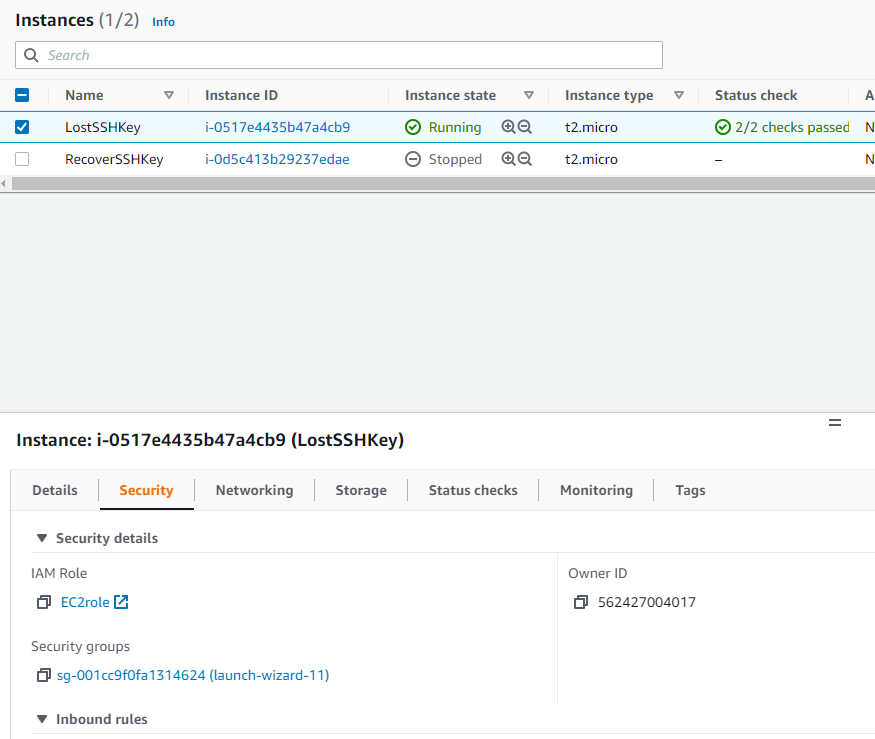 Instances (1/2) Info
Search
Name Instance ID Instance state Instance type Status check A
LostSSHKey i-0517e4435b47a4cb9 Running t2.micro 2/2 checks passed N
RecoverSSHKey i-0d5c413b29237edae Stopped t2.micro – N
Instance: i-0517e4435b47a4cb9 (LostSSHKey)
Details Security Networking Storage Status checks Monitoring Tags
Security details
IAM Role Owner ID
EC2role 562427004017
Security groups
sg-001cc9f0fa1314624 (launch-wizard-11)
Inbound rules